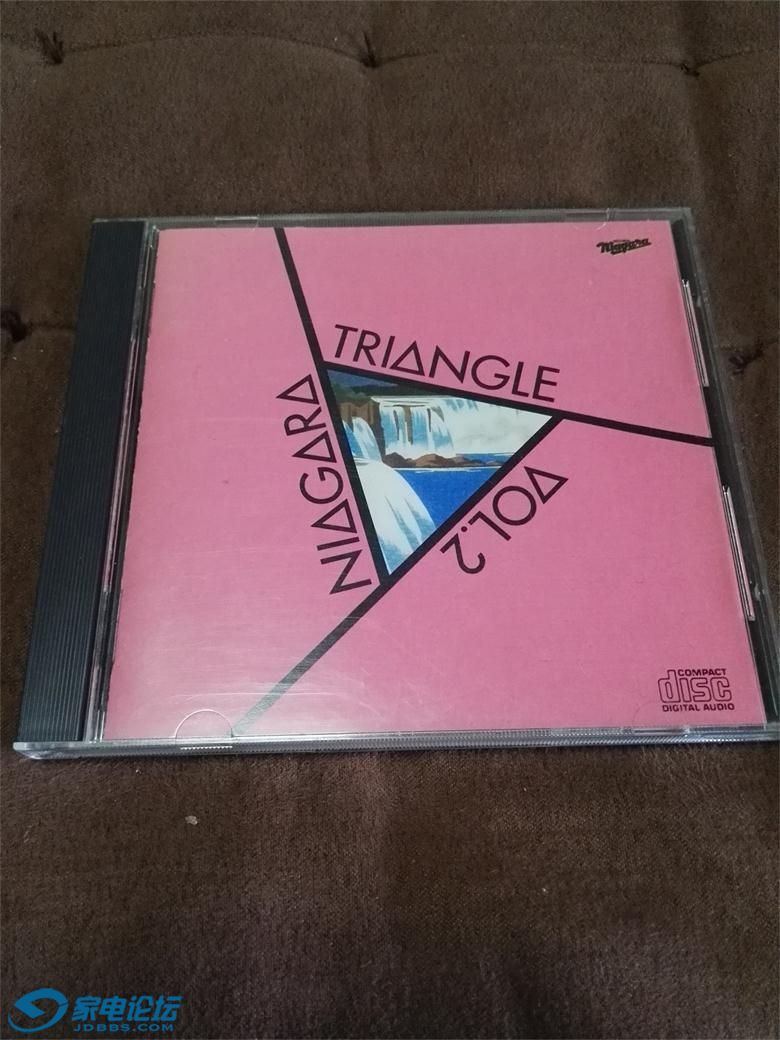 Niagara
NIAGARA
TRIANGLE
VOL.2
COMPACT
disc
DIGITAL AUDIO
家电论坛
JDBBS.COM